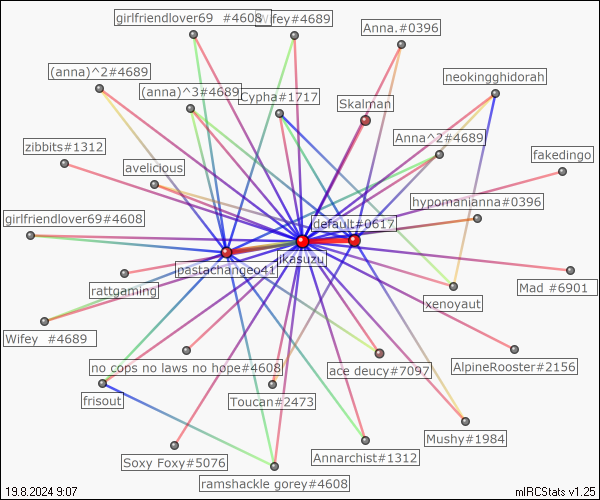 girlfriendlover69 #4608
Wifey#4689
Anna.#0396
(anna)^2#4689
neokingghidorah
(anna)^3#4689
Cypha#1717
Skalman
Anna^2#4689
zibbits#1312
avelicious
fakedingo
hypomanianna#0396
girlfriendlover69#4608
default#0617
ikasuzu
pastachangeo41
rattgaming
xenoyaut
Mad #6901
Wifey #4689
no cops no laws no hope#4608
ace deucy#7097
AlpineRooster#2156
frisout
Toucan#2473
Mushy#1984
Soxy Foxy#5076
Annarchist#1312
ramshackle gorey#4608
19.8.2024 9:07
mIRCStats v1.25